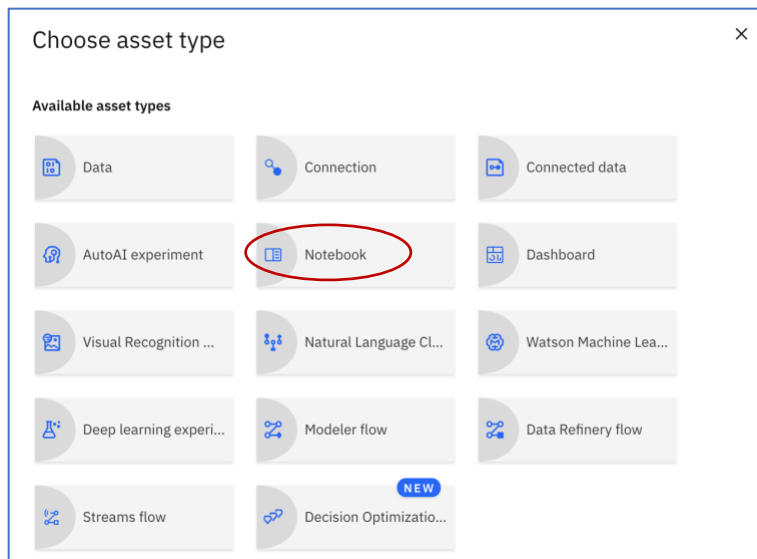 Choose asset type
Available asset types
Data
Connection
Connected data
AutoAI experiment
Notebook
Dashboard
Visual Recognition ...
Natural Language Cl...
Watson Machine Lea...
Deep learning experi...
Modeler flow
Data Refinery flow
NEW
Streams flow
Decision Optimizatio...